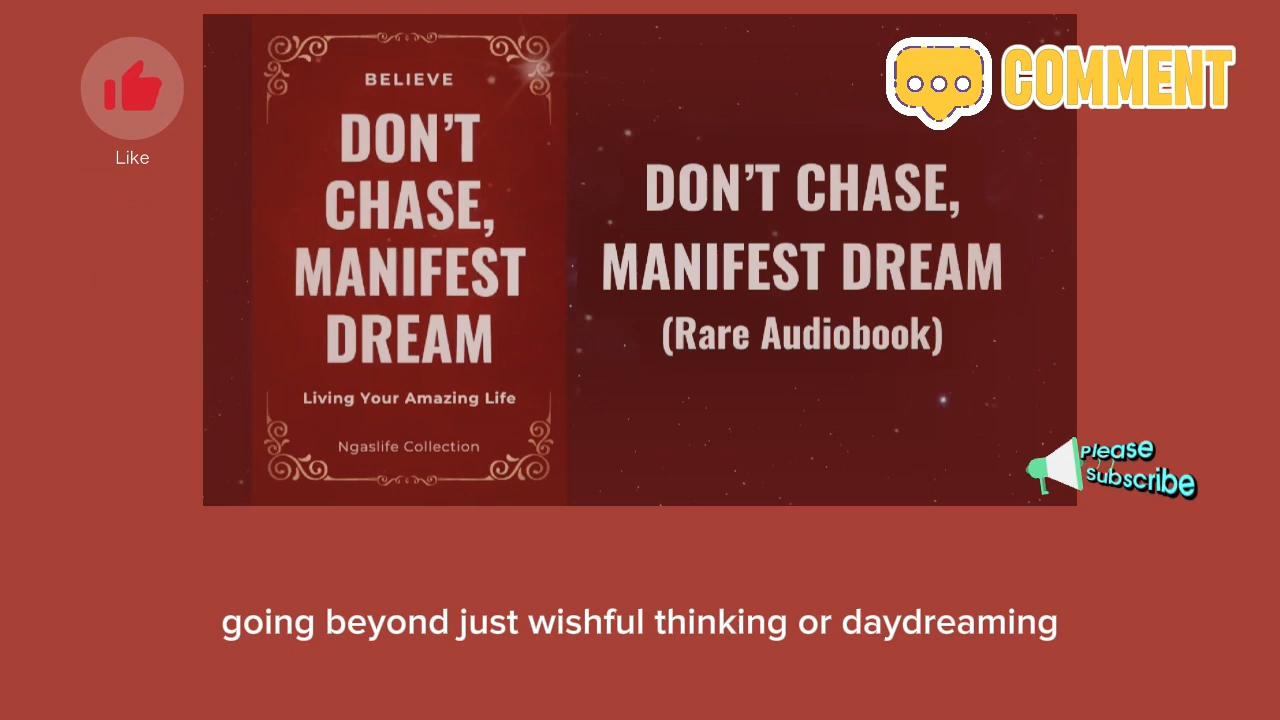 Like
BELIEVE
DON’T
CHASE,
MANIFEST
DREAM
Living Your Amazing Life
Ngaslife Collection
DON’T CHASE,
MANIFEST DREAM
(Rare Audiobook)
COMMENT
Please
Subscribe
going beyond just wishful thinking or daydreaming